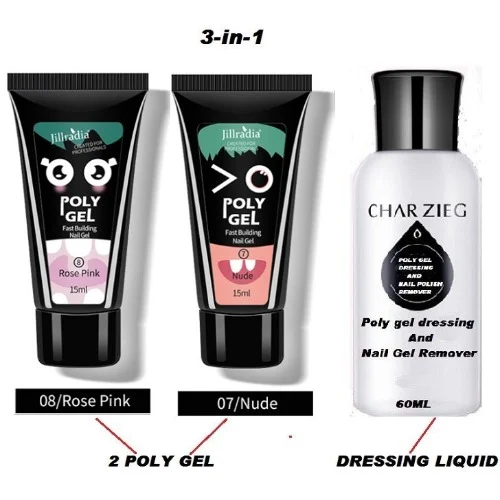 3-in-1
Jillradia
CREATED FOR
PROFESSIONALS
POLY
GEL
Fast Building
Nail Gel
8
Rose Pink
15ml
08/Rose Pink
Jillradia
CREATED FOR
PROFESSIONALS
POLY
GEL
Fast Building
Nail Gel
7
Nude
15ml
07/Nude
CHAR ZIEG
POLY GEL
DRESSING
AND
NAIL POLISH
REMOVER
Poly gel dressing
And
Nail Gel Remover
60ML
2 POLY GEL
DRESSING LIQUID